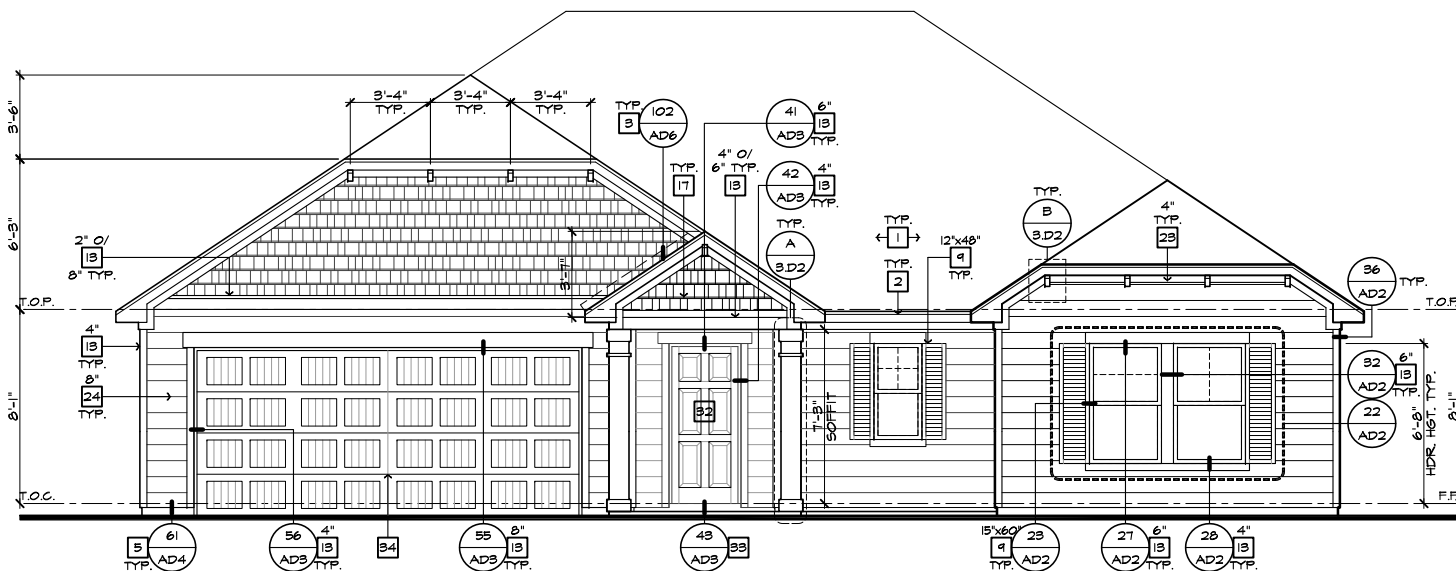 3'-6"
6'-3"
8'-1"
3'-4"
TYP.
3'-4"
TYP.
3'-4"
TYP.
TYP.
3
102
AD6
41
AD3
6"
13
TYP.
42
AD3
4"
13
TYP.
TYP.
17
4" O/
6" TYP.
13
TYP.
A
3.D2
3'-7"
TYP.
1
TYP.
2
12"x48"
9
TYP.
B
3.D2
4"
TYP.
23
36
AD2
TYP.
2" O/
13
8" TYP.
T.O.P.
T.O.P.
4"
13
TYP.
8"
24
TYP.
32
7'-3"
SOFFIT
32
AD2
6"
13
TYP.
22
AD2
6'-8"
HDR. HGT. TYP.
8'-1"
T.O.C.
F.F.
5
TYP.
61
AD4
56
AD3
4"
13
TYP.
34
55
AD3
8"
13
TYP.
43
AD3
33
15"x60"
9
TYP.
23
AD2
27
AD2
6"
13
TYP.
28
AD2
4"
13
TYP.